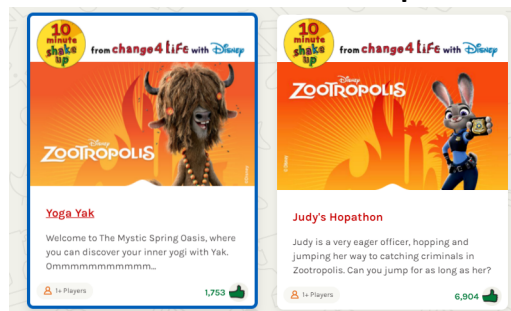 10
minute
shake
up
from change4Life with Disney
Disney
ZOOTROPOLIS
©Disney
Yoga Yak
Welcome to The Mystic Spring Oasis, where
you can discover your inner yogi with Yak.
Ommmmmmmmmmm...
1+ Players
1,753
10
minute
shake
up
from change4Life with Disney
Disney
ZOOTROPOLIS
©Disney
Judy's Hopathon
Judy is a very eager officer, hopping and
jumping her way to catching criminals in
Zootropolis. Can you jump for as long as her?
1+ Players
6,904